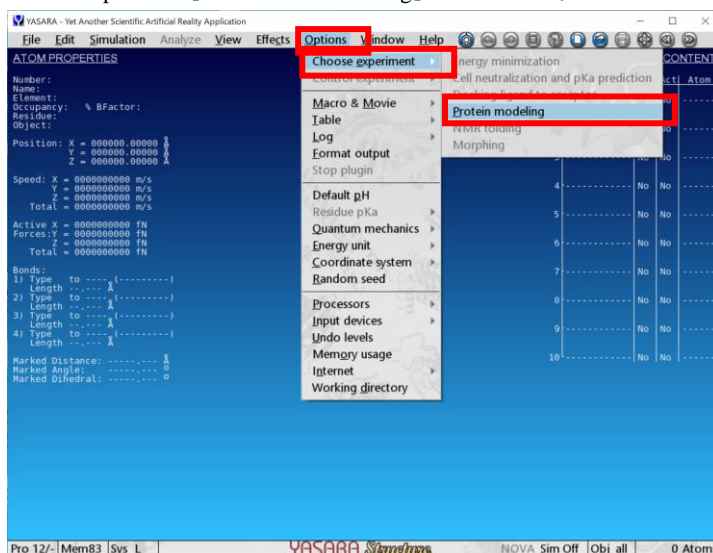 YASARA - Yet Another Scientific Artificial Reality Application
File Edit Simulation Analyze View Effects Options Window Help
ATOM PROPERTIES
Number:
Name:
Element:
Occupancy: % BFactor:
Residue:
Object:
Position: X = 000000.00000 Å
Y = 000000.00000 Å
Z = 000000.00000 Å
Speed: X = 0000000000 m/s
Y = 0000000000 m/s
Z = 0000000000 m/s
Total = 0000000000 m/s
Active X = 0000000000 fN
Forces:Y = 0000000000 fN
Z = 0000000000 fN
Total = 0000000000 fN
Bonds:
1) Type to ----.(---------)
Length --.--- Å
2) Type to ----.(---------)
Length --.--- Å
3) Type to ----.(---------)
Length --.--- Å
4) Type to ----.(---------)
Length --.--- Å
Marked Distance: -----.--- Å
Marked Angle: -----.--- o
Marked Dihedral: -----.--- o
Choose experiment
Control experiment
Macro & Movie
Table
Log
Format output
Stop plugin
Default pH
Residue pKa
Quantum mechanics
Energy unit
Coordinate system
Random seed
Processors
Input devices
Undo levels
Memory usage
Internet
Working directory
Energy minimization
Cell neutralization and pKa prediction
Docking ligand to receptor
Protein modeling
NMR folding
Morphing
CONTENT
Act Atom
No
No
No
4 ------------ No No -----
5 ------------ No No -----
6 ------------ No No -----
7 ------------ No No -----
8 ------------ No No -----
9 ------------ No No -----
10 ------------ No No -----
Pro 12/- Mem83 Sys L YASARA Structure NOVA Sim Off Obj all 0 Atom